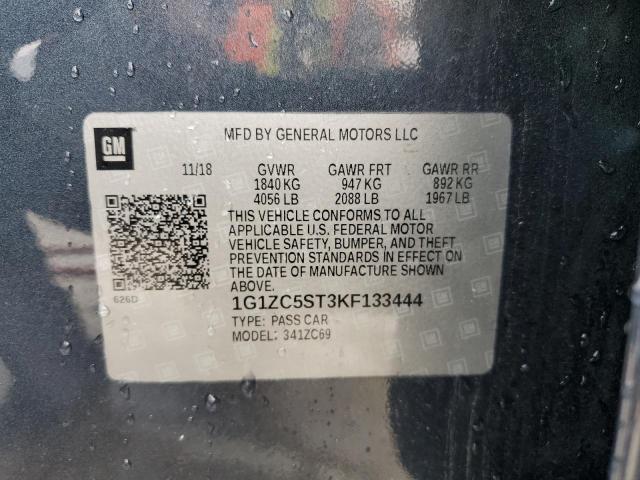 GM
MFD BY GENERAL MOTORS LLC
11/18 GVWR GAWR FRT GAWR RR
1840 KG 947 KG 892 KG
4056 LB 2088 LB 1967 LB
THIS VEHICLE CONFORMS TO ALL
APPLICABLE U.S. FEDERAL MOTOR
VEHICLE SAFETY, BUMPER, AND THEFT
PREVENTION STANDARDS IN EFFECT ON
THE DATE OF MANUFACTURE SHOWN
ABOVE.
626D
1G1ZC5ST3KF133444
TYPE: PASS CAR
MODEL: 341ZC69